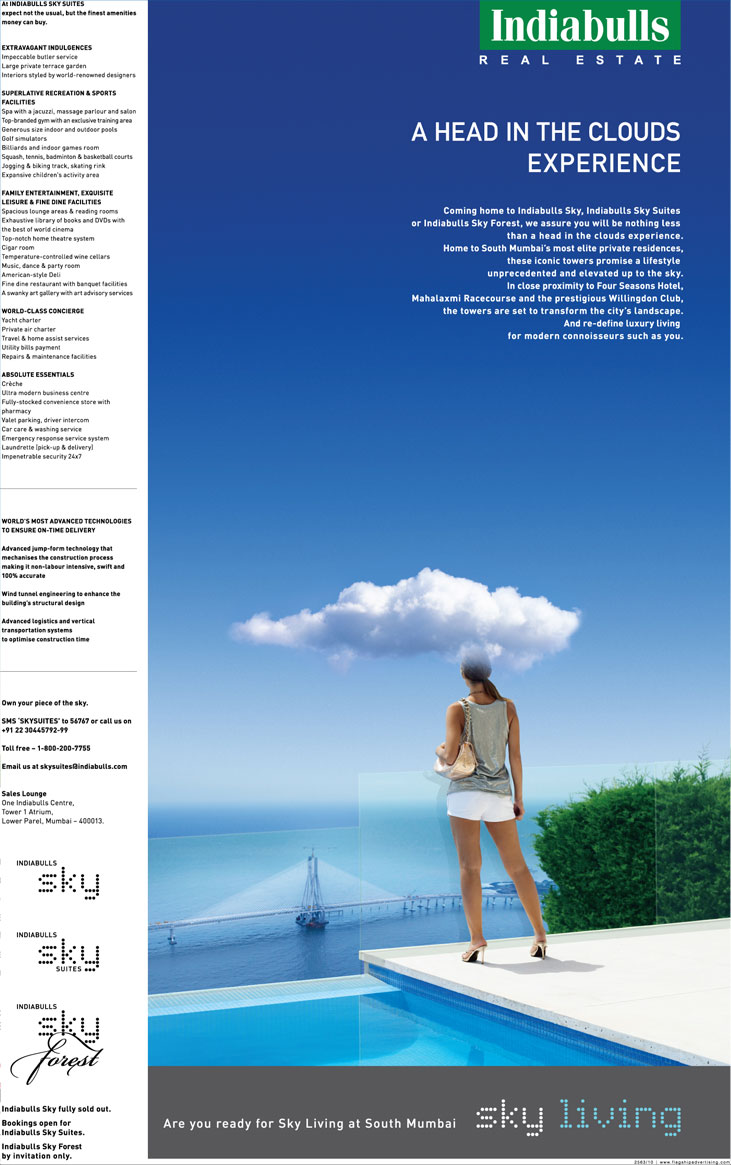 At INDIABULLS SKY SUITES
expect not the usual, but the finest amenities
money can buy.
EXTRAVAGANT INDULGENCES
Impeccable butler service
Large private terrace garden
Interiors styled by world-renowned designers
SUPERLATIVE RECREATION & SPORTS
FACILITIES
Spa with a jacuzzi, massage parlour and salon
Top-branded gym with an exclusive training area
Generous size indoor and outdoor pools
Golf simulators
Billiards and indoor games room
Squash, tennis, badminton & basketball courts
Jogging & biking track, skating rink
Expansive children's activity area
FAMILY ENTERTAINMENT, EXQUISITE
LEISURE & FINE DINE FACILITIES
Spacious lounge areas & reading rooms
Exhaustive library of books and DVDs with
the best of world cinema
Top-notch home theatre system
Cigar room
Temperature-controlled wine cellars
Music, dance & party room
American-style Deli
Fine dine restaurant with banquet facilities
A swanky art gallery with art advisory services
WORLD-CLASS CONCIERGE
Yacht charter
Private air charter
Travel & home assist services
Utility bills payment
Repairs & maintenance facilities
ABSOLUTE ESSENTIALS
Crèche
Ultra modern business centre
Fully-stocked convenience store with
pharmacy
Valet parking, driver intercom
Car care & washing service
Emergency response service system
Laundrette (pick-up & delivery)
Impenetrable security 24x7
WORLD'S MOST ADVANCED TECHNOLOGIES
TO ENSURE ON-TIME DELIVERY
Advanced jump-form technology that
mechanises the construction process
making it non-labour intensive, swift and
100% accurate
Wind tunnel engineering to enhance the
building's structural design
Advanced logistics and vertical
transportation systems
to optimise construction time
Own your piece of the sky.
SMS 'SKYSUITES' to 56767 or call us on
+91 22 30445792-99
Toll free – 1-800-200-7755
Email us at skysuites@indiabulls.com
Sales Lounge
One Indiabulls Centre,
Tower 1 Atrium,
Lower Parel, Mumbai – 400013.
INDIABULLS
sky
INDIABULLS
sky
SUITES
INDIABULLS
sky
forest
Indiabulls Sky fully sold out.
Bookings open for
Indiabulls Sky Suites.
Indiabulls Sky Forest
by invitation only.
Indiabulls
REAL ESTATE
A HEAD IN THE CLOUDS
EXPERIENCE
Coming home to Indiabulls Sky, Indiabulls Sky Suites
or Indiabulls Sky Forest, we assure you will be nothing less
than a head in the clouds experience.
Home to South Mumbai's most elite private residences,
these iconic towers promise a lifestyle
unprecedented and elevated up to the sky.
In close proximity to Four Seasons Hotel,
Mahalaxmi Racecourse and the prestigious Willingdon Club,
the towers are set to transform the city's landscape.
And re-define luxury living
for modern connoisseurs such as you.
Are you ready for Sky Living at South Mumbai
sky living
2583/10 | www.flagshipadvertising.com